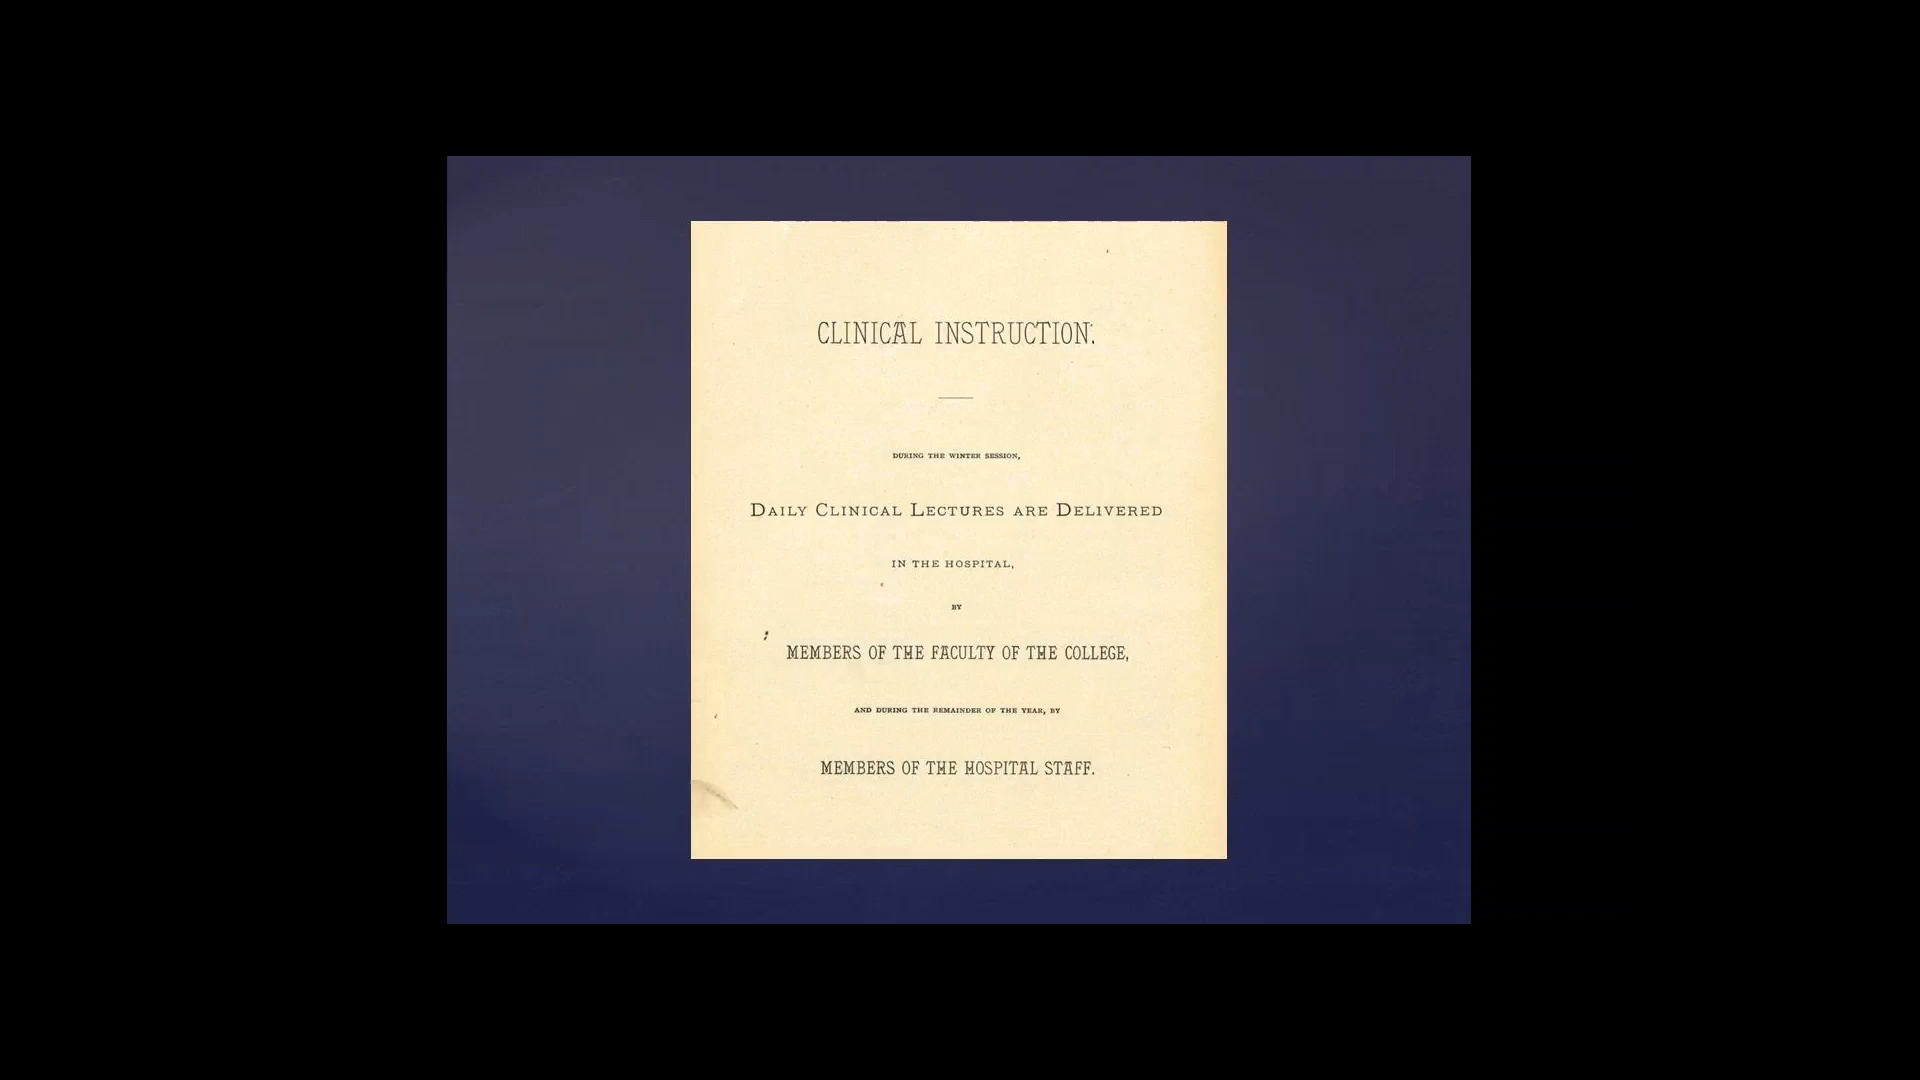 CLINICAL INSTRUCTION.
DURING THE WINTER SESSION,
DAILY CLINICAL LECTURES ARE DELIVERED
IN THE HOSPITAL,
BY
MEMBERS OF THE FACULTY OF THE COLLEGE,
AND DURING THE REMAINDER OF THE YEAR, BY
MEMBERS OF THE HOSPITAL STAFF.